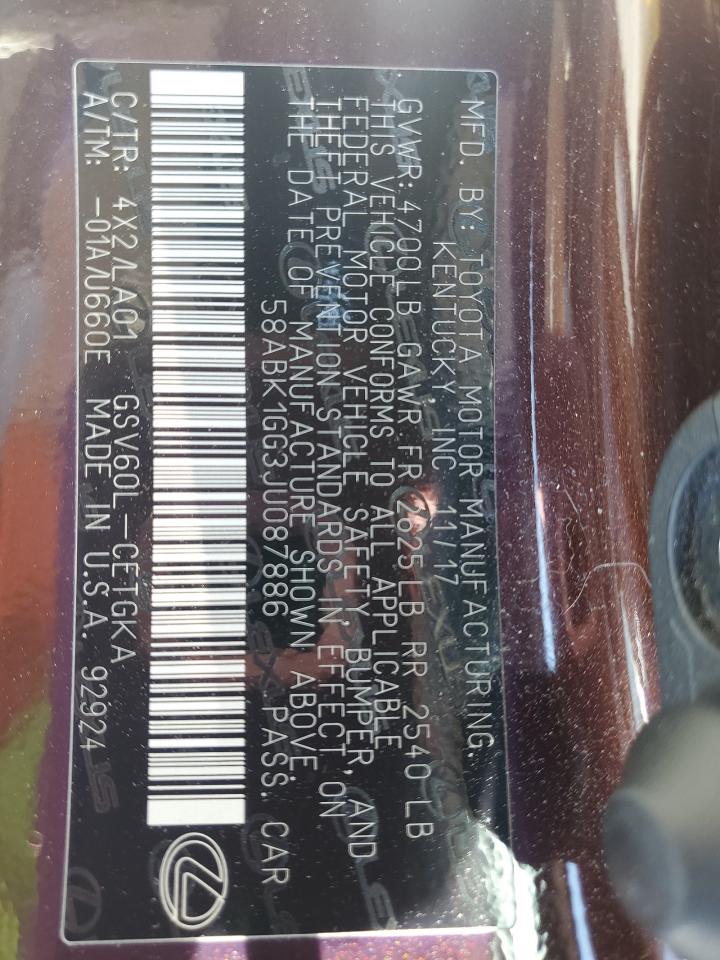 MFD. BY: TOYOTA MOTOR MANUFACTURING.
KENTUCKY, INC 11/17
GVWR: 4700 LB GAWR FR 2625 LB RR 2540 LB
THIS VEHICLE CONFORMS TO ALL APPLICABLE
FEDERAL MOTOR VEHICLE SAFETY, BUMPER, AND
THEFT PREVENTION STANDARDS IN EFFECT ON
THE DATE OF MANUFACTURE SHOWN ABOVE.
58ABK1GG3JU087886 PASS. CAR
C/TR: 4X2/LA01 GSV60L-CETGKA
A/TM: -01A/U660E MADE IN U.S.A. 92924